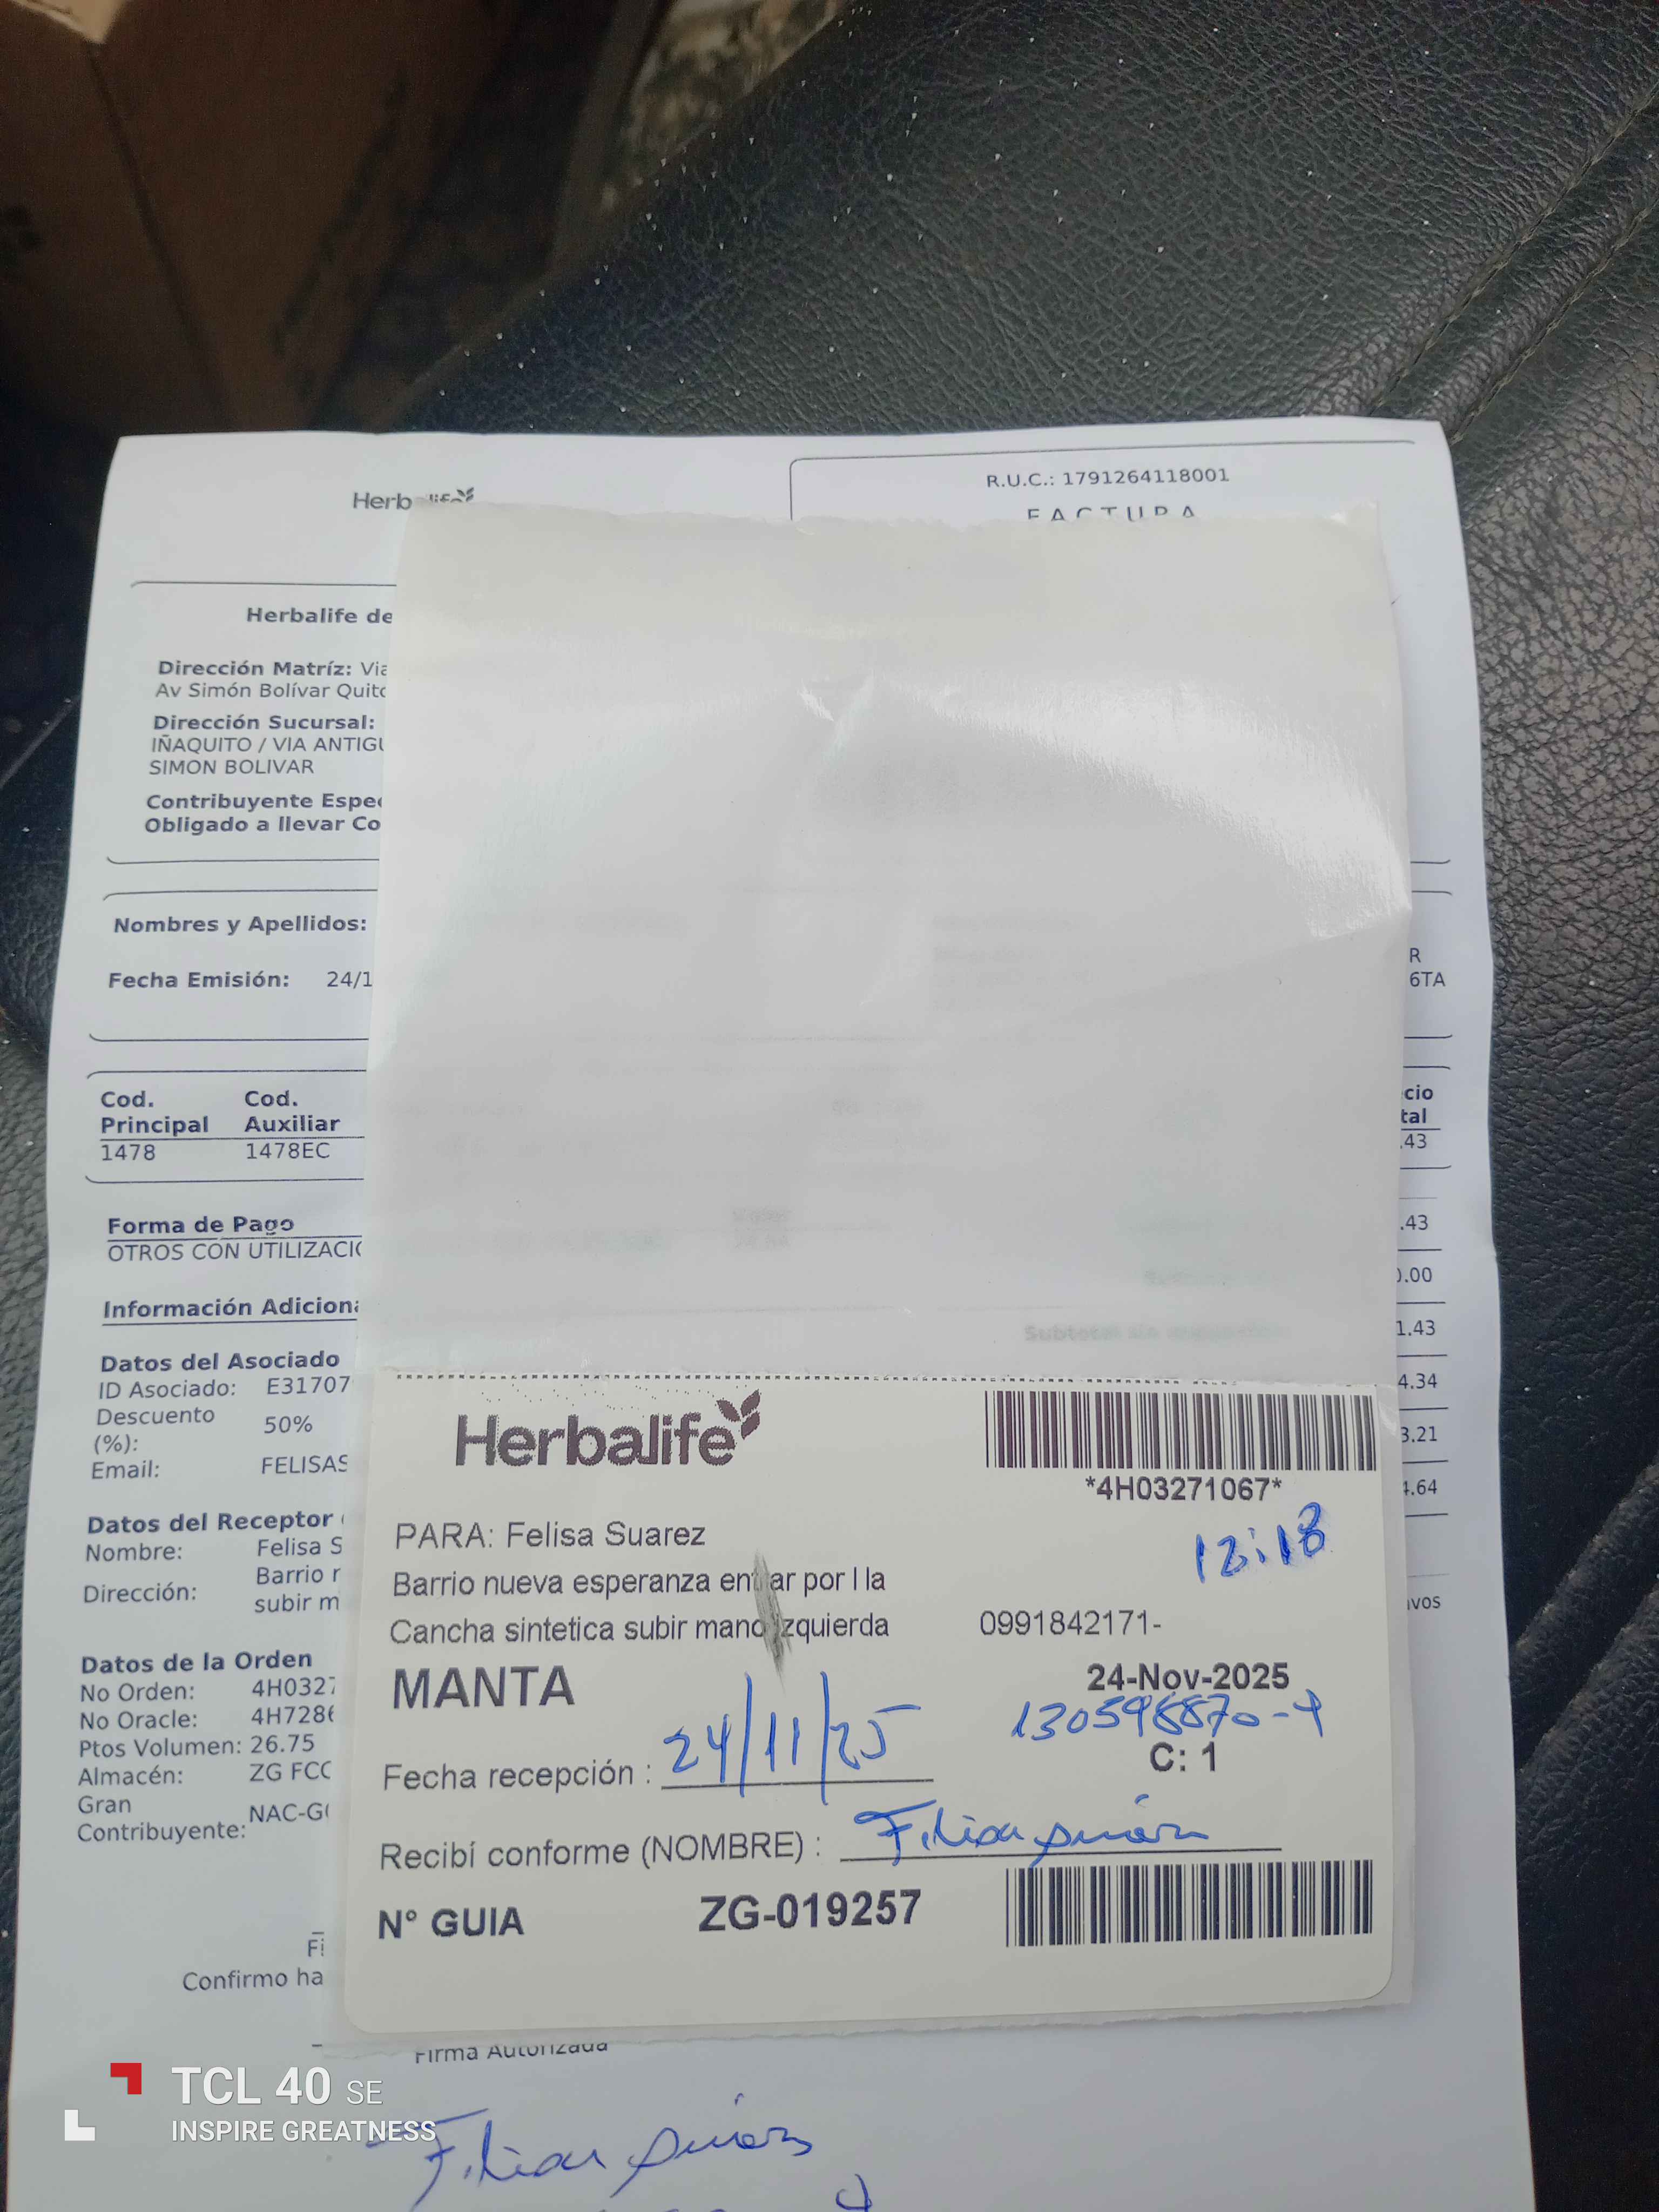 R.U.C.: 1791264118001
FACTURA
Herbalife de
Dirección Matríz: Via
Av Simón Bolívar Quito
Dirección Sucursal:
IÑAQUITO / VIA ANTIGU
SIMON BOLIVAR
Contribuyente Espec
Obligado a llevar Co
Nombres y Apellidos:
R
Fecha Emisión: 24/1
6TA
Cod. Principal
Cod. Auxiliar
cio
tal
1478 1478EC
.43
Forma de Pago
.43
OTROS CON UTILIZACIO
0.00
Información Adiciona
1.43
Datos del Asociado
4.34
ID Asociado: E31707
Descuento (%): 50%
3.21
Email: FELISAS
4.64
Datos del Receptor
Nombre: Felisa S
Dirección: Barrio r
subir m
vos
Datos de la Orden
No Orden: 4H0327
No Oracle: 4H7286
Ptos Volumen: 26.75
Almacén: ZG FCC
Gran Contribuyente: NAC-G
Confirmo ha
Herbalife
*4H03271067*
12:18
PARA: Felisa Suarez
Barrio nueva esperanza entrar por l la
Cancha sintetica subir mano izquierda 0991842171-
MANTA 24-Nov-2025
Fecha recepción : 24/11/25
C: 1
Recibí conforme (NOMBRE) :
N° GUIA ZG-019257
Firma Autorizada
TCL 40 SE
INSPIRE GREATNESS